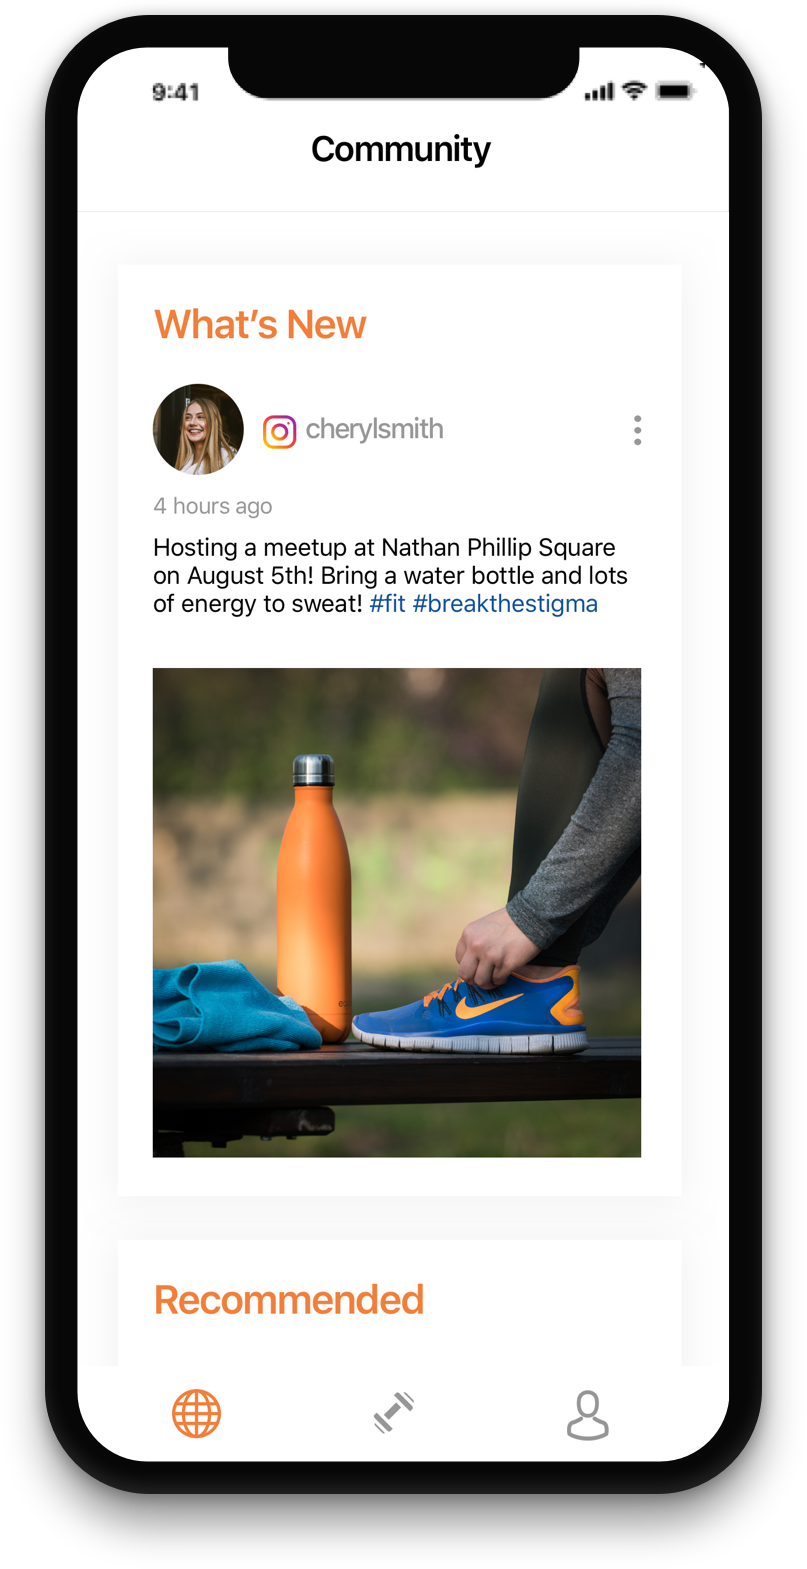 9:41
Community
What’s New
cherylsmith
4 hours ago
Hosting a meetup at Nathan Phillip Square
on August 5th! Bring a water bottle and lots
of energy to sweat! #fit #breakthestigma
Recommended